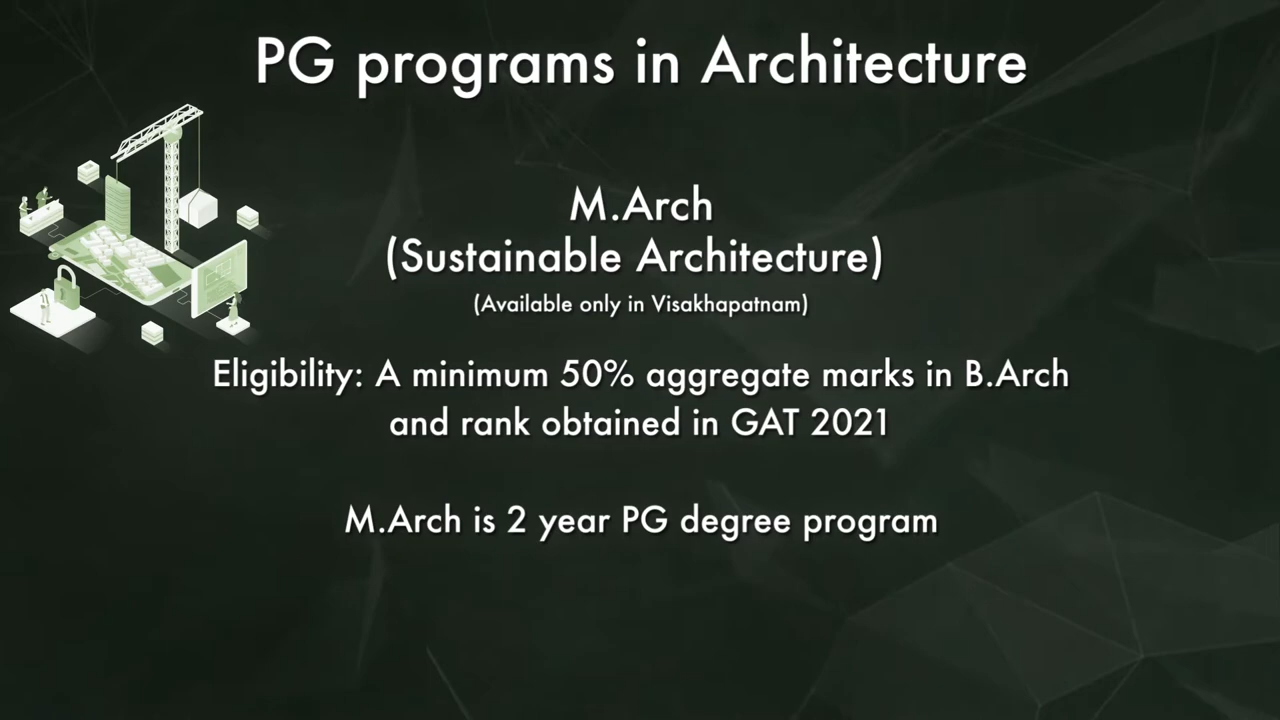 PG programs in Architecture
M.Arch
(Sustainable Architecture)
(Available only in Visakhapatnam)
Eligibility: A minimum 50% aggregate marks in B.Arch
and rank obtained in GAT 2021
M.Arch is 2 year PG degree program